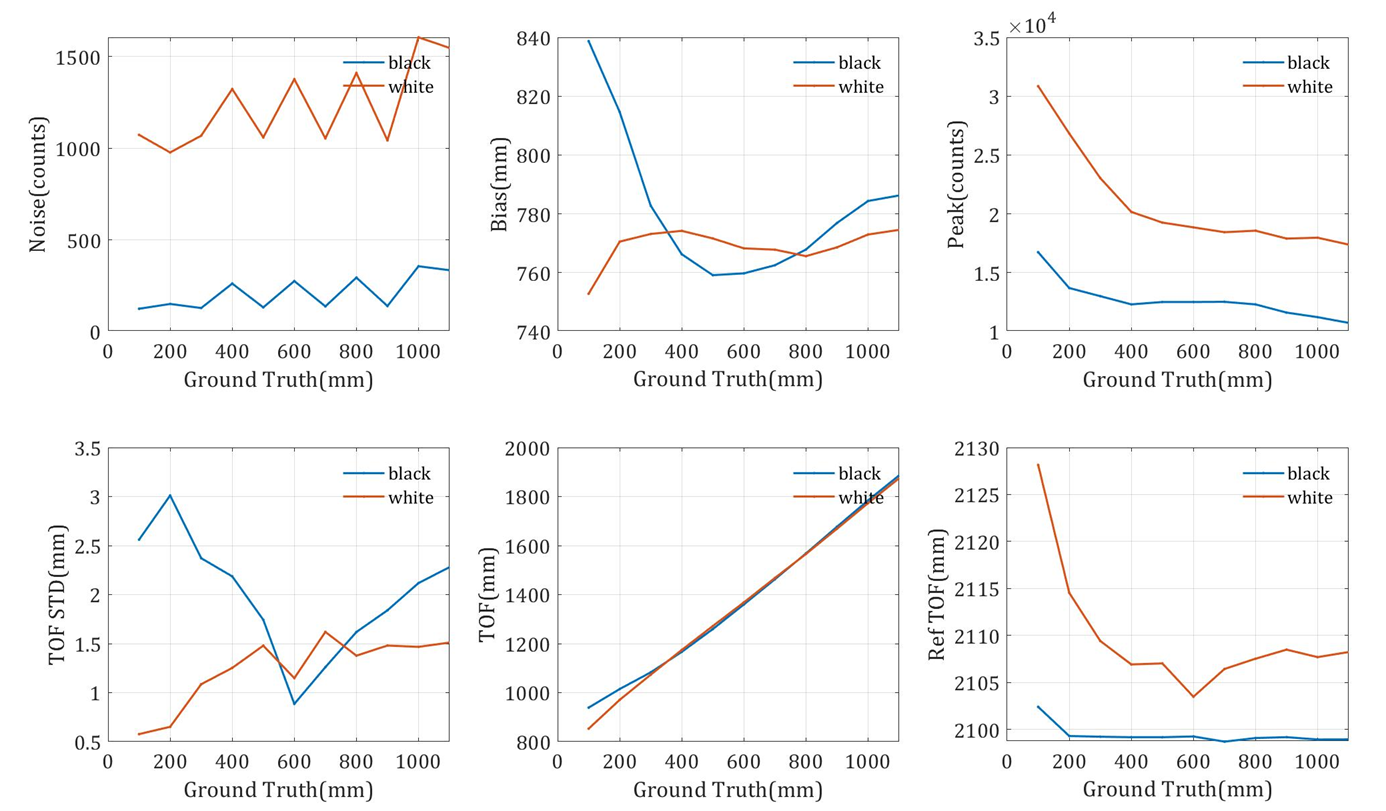 Noise(counts)
1500
1000
500
0
0 200 400 600 800 1000
Ground Truth(mm)
black
white
Bias(mm)
840
820
800
780
760
740
0 200 400 600 800 1000
Ground Truth(mm)
black
white
×10⁴
Peak(counts)
3.5
3
2.5
2
1.5
1
0 200 400 600 800 1000
Ground Truth(mm)
black
white
TOF STD(mm)
3.5
3
2.5
2
1.5
1
0.5
0 200 400 600 800 1000
Ground Truth(mm)
black
white
TOF(mm)
2000
1800
1600
1400
1200
1000
800
0 200 400 600 800 1000
Ground Truth(mm)
black
white
Ref TOF(mm)
2130
2125
2120
2115
2110
2105
2100
0 200 400 600 800 1000
Ground Truth(mm)
black
white